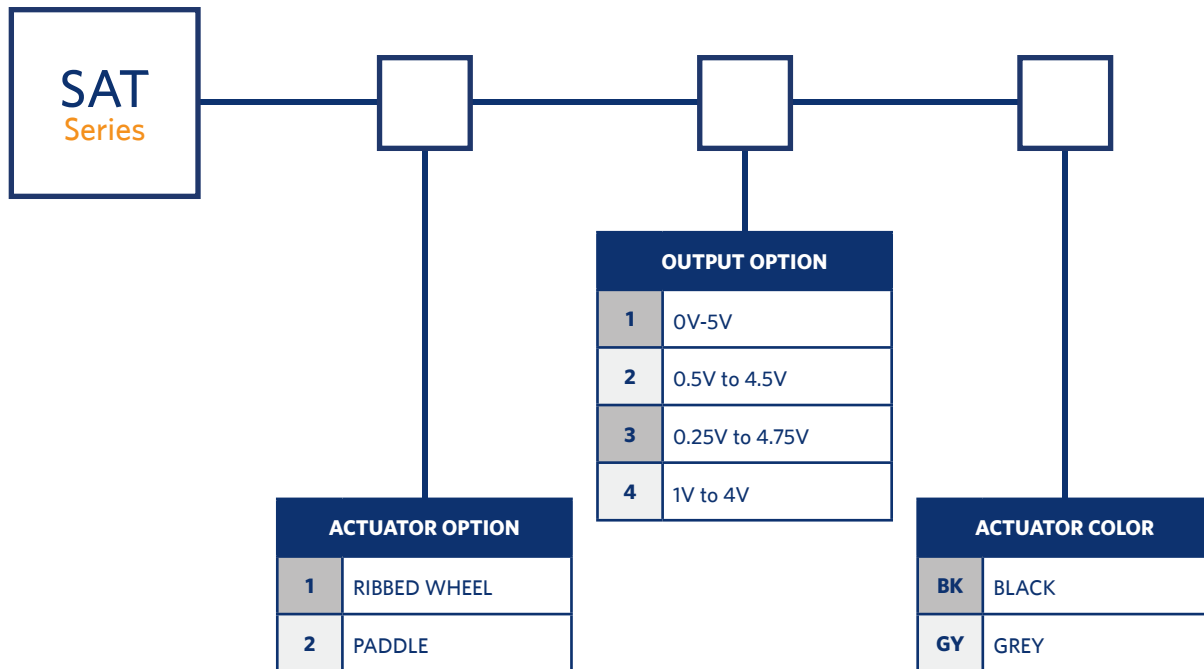 SAT
Series
OUTPUT OPTION
1 0V-5V
2 0.5V to 4.5V
3 0.25V to 4.75V
4 1V to 4V
ACTUATOR OPTION
1 RIBBED WHEEL
2 PADDLE
ACTUATOR COLOR
BK BLACK
GY GREY